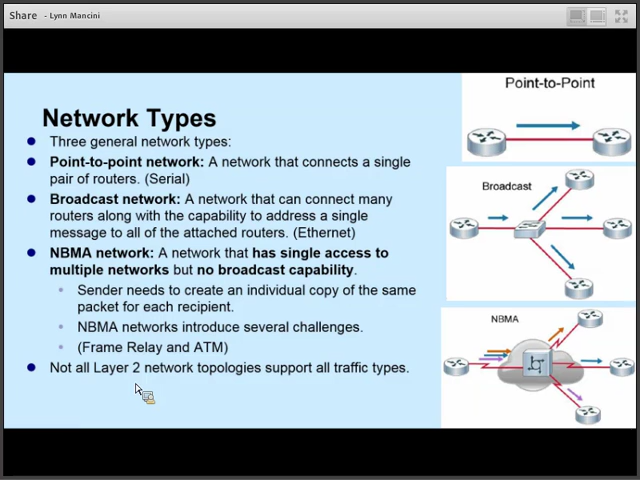 Share - Lynn Mancini
Point-to-Point
Network Types
Three general network types:
Point-to-point network: A network that connects a single
pair of routers. (Serial)
Broadcast network: A network that can connect many
routers along with the capability to address a single
message to all of the attached routers. (Ethernet)
Broadcast
NBMA network: A network that has single access to
multiple networks but no broadcast capability.
Sender needs to create an individual copy of the same
packet for each recipient.
NBMA networks introduce several challenges.
(Frame Relay and ATM)
NBMA
Not all Layer 2 network topologies support all traffic types.